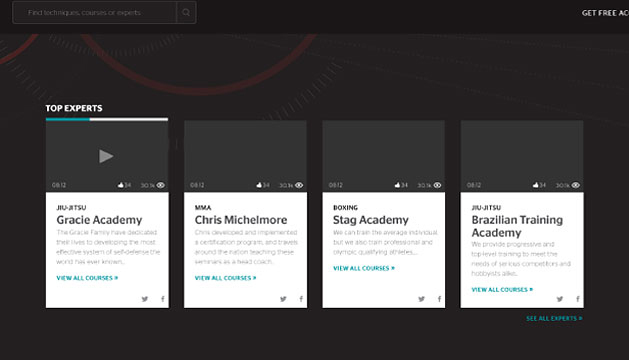 Find techniques, courses or experts
GET FREE AC
TOP EXPERTS
08:12 34 30.1k
08:12 34 30.1k
08:12 34 30.1k
08:12 34 30.1k
JIU-JITSU
Gracie Academy
The Gracie Family have dedicated
their lives to developing the most
effective system of self-defense the
world has ever known..
VIEW ALL COURSES »
MMA
Chris Michelmore
Chris developed and implemented
a certification program, and travels
around the nation teaching these
seminars as a head coach.
VIEW ALL COURSES »
BOXING
Stag Academy
We can train the average individual
but we also train professional and
olympic qualifying athletes....
VIEW ALL COURSES »
JIU-JITSU
Brazilian Training
Academy
We provide progressive and
top-level training to meet the
needs of serious competitors and
hobbyists alike.
VIEW ALL COURSES »
SEE ALL EXPERTS »